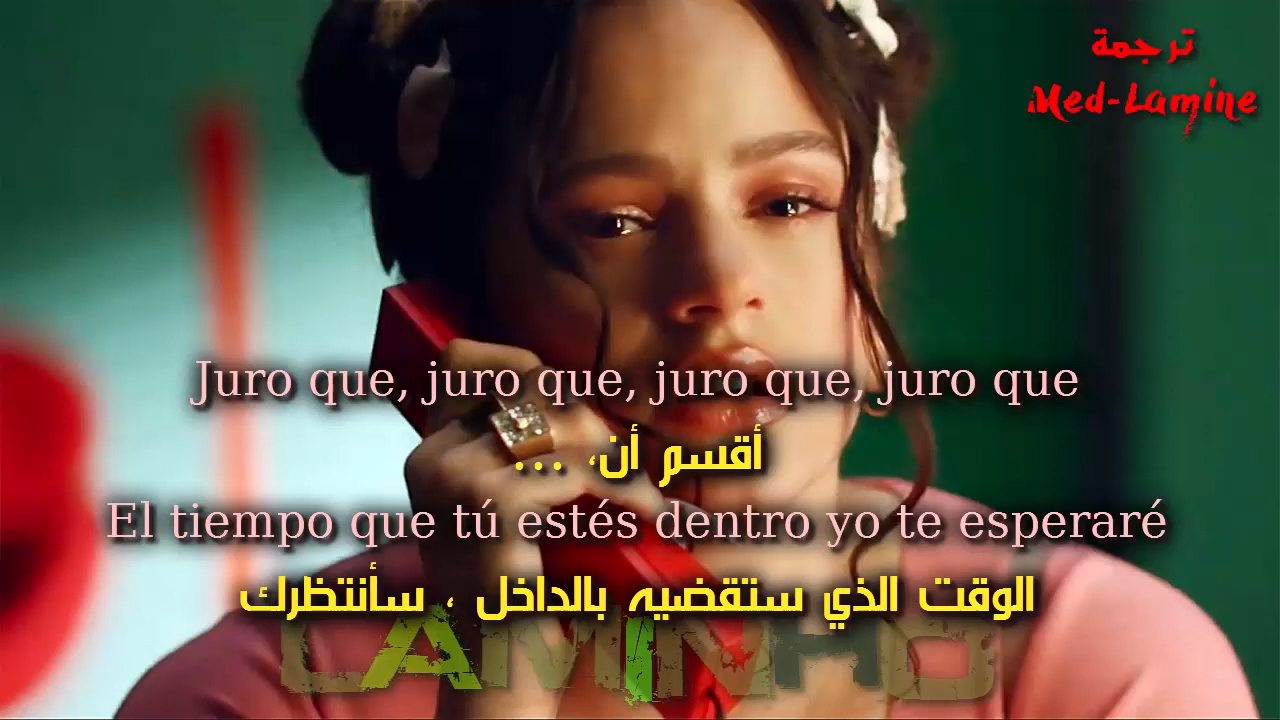 ترجمة
Med-Lamine
Juro que, juro que, juro que, juro que
أقسم أن، ...
El tiempo que tú estés dentro yo te esperaré
الوقت الذي ستقضيه بالداخل ، سأنتظرك
LAMINHO